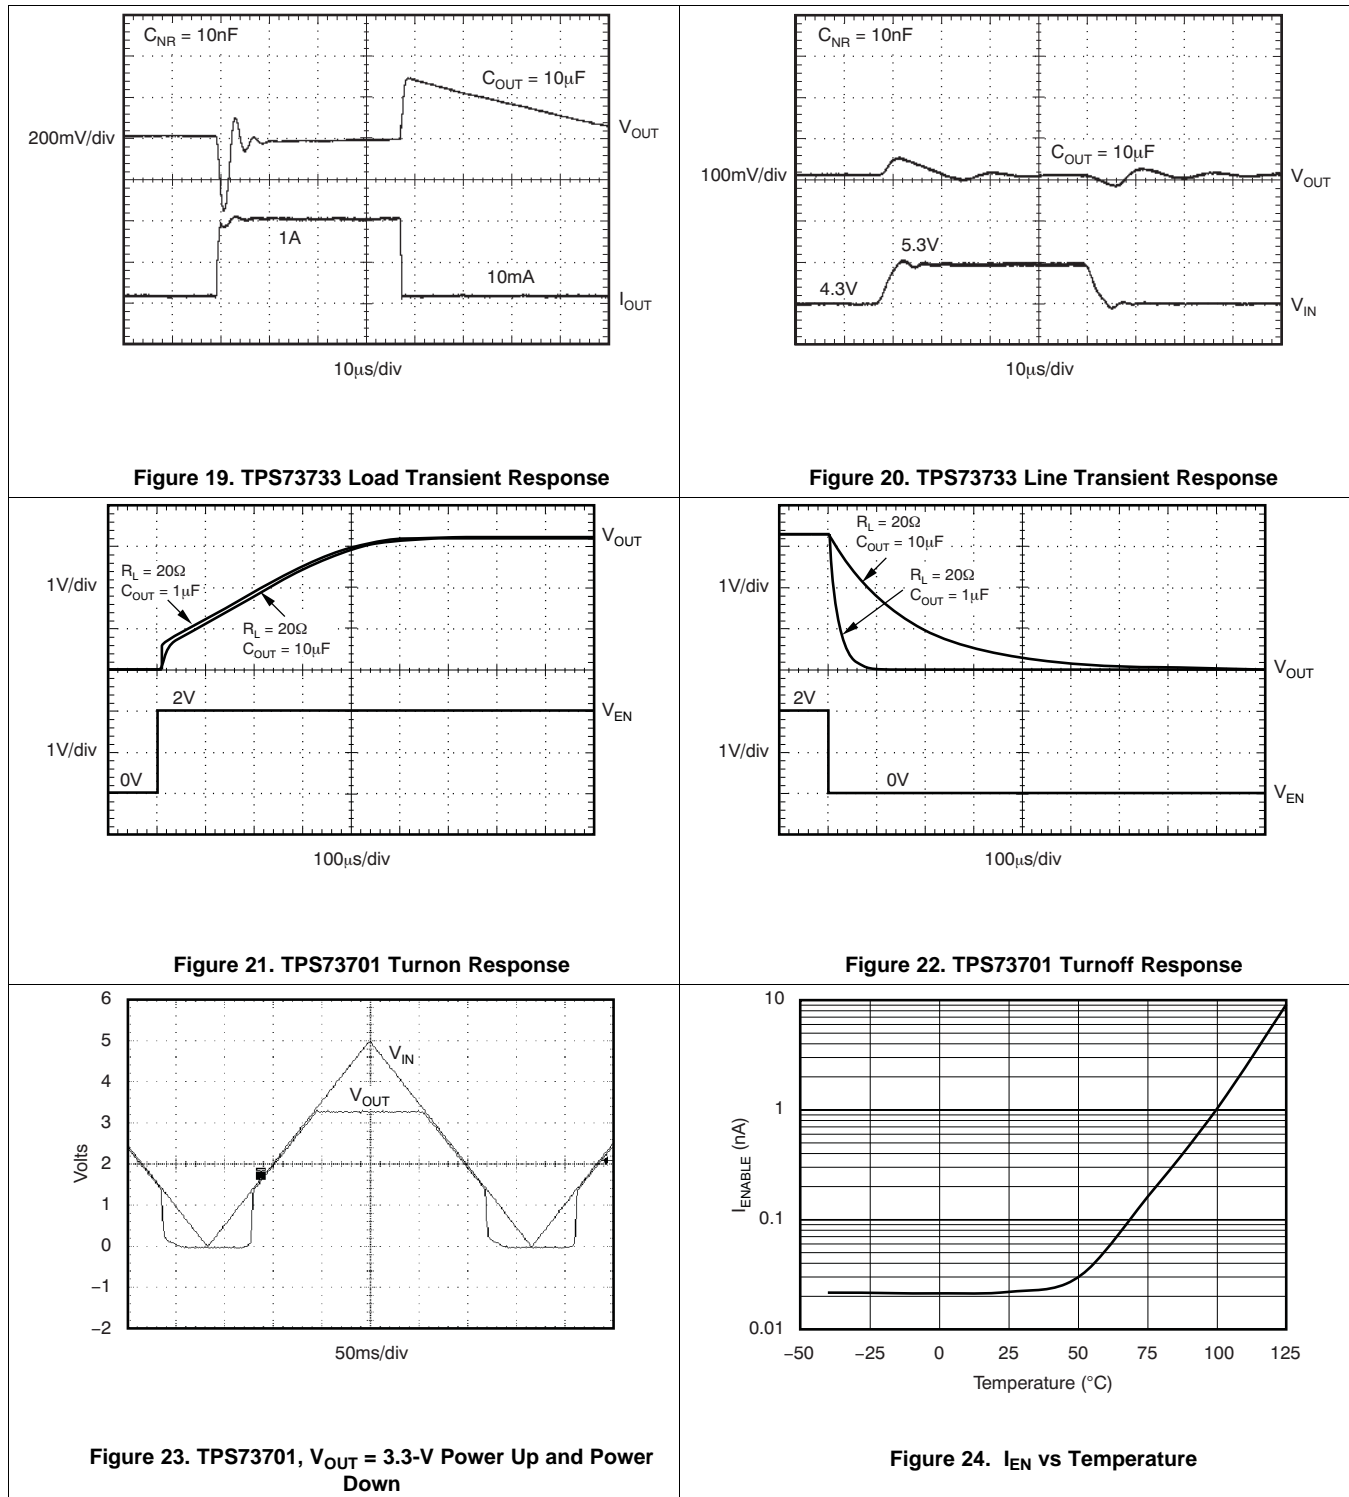 C_NR = 10nF
C_OUT = 10μF
200mV/div
V_OUT
1A
10mA
I_OUT
10μs/div
Figure 19. TPS73733 Load Transient Response
C_NR = 10nF
C_OUT = 10μF
100mV/div
V_OUT
5.3V
4.3V
V_IN
10μs/div
Figure 20. TPS73733 Line Transient Response
V_OUT
1V/div
R_L = 20Ω
C_OUT = 1μF
R_L = 20Ω
C_OUT = 10μF
2V
V_EN
1V/div
0V
100μs/div
Figure 21. TPS73701 Turnon Response
R_L = 20Ω
C_OUT = 10μF
R_L = 20Ω
C_OUT = 1μF
1V/div
V_OUT
2V
1V/div
0V
V_EN
100μs/div
Figure 22. TPS73701 Turnoff Response
6
5
4
3
2
1
0
−1
−2
Volts
V_IN
V_OUT
50ms/div
Figure 23. TPS73701, V_OUT = 3.3-V Power Up and Power
Down
10
1
0.1
0.01
I_ENABLE (nA)
−50 −25 0 25 50 75 100 125
Temperature (°C)
Figure 24. I_EN vs Temperature